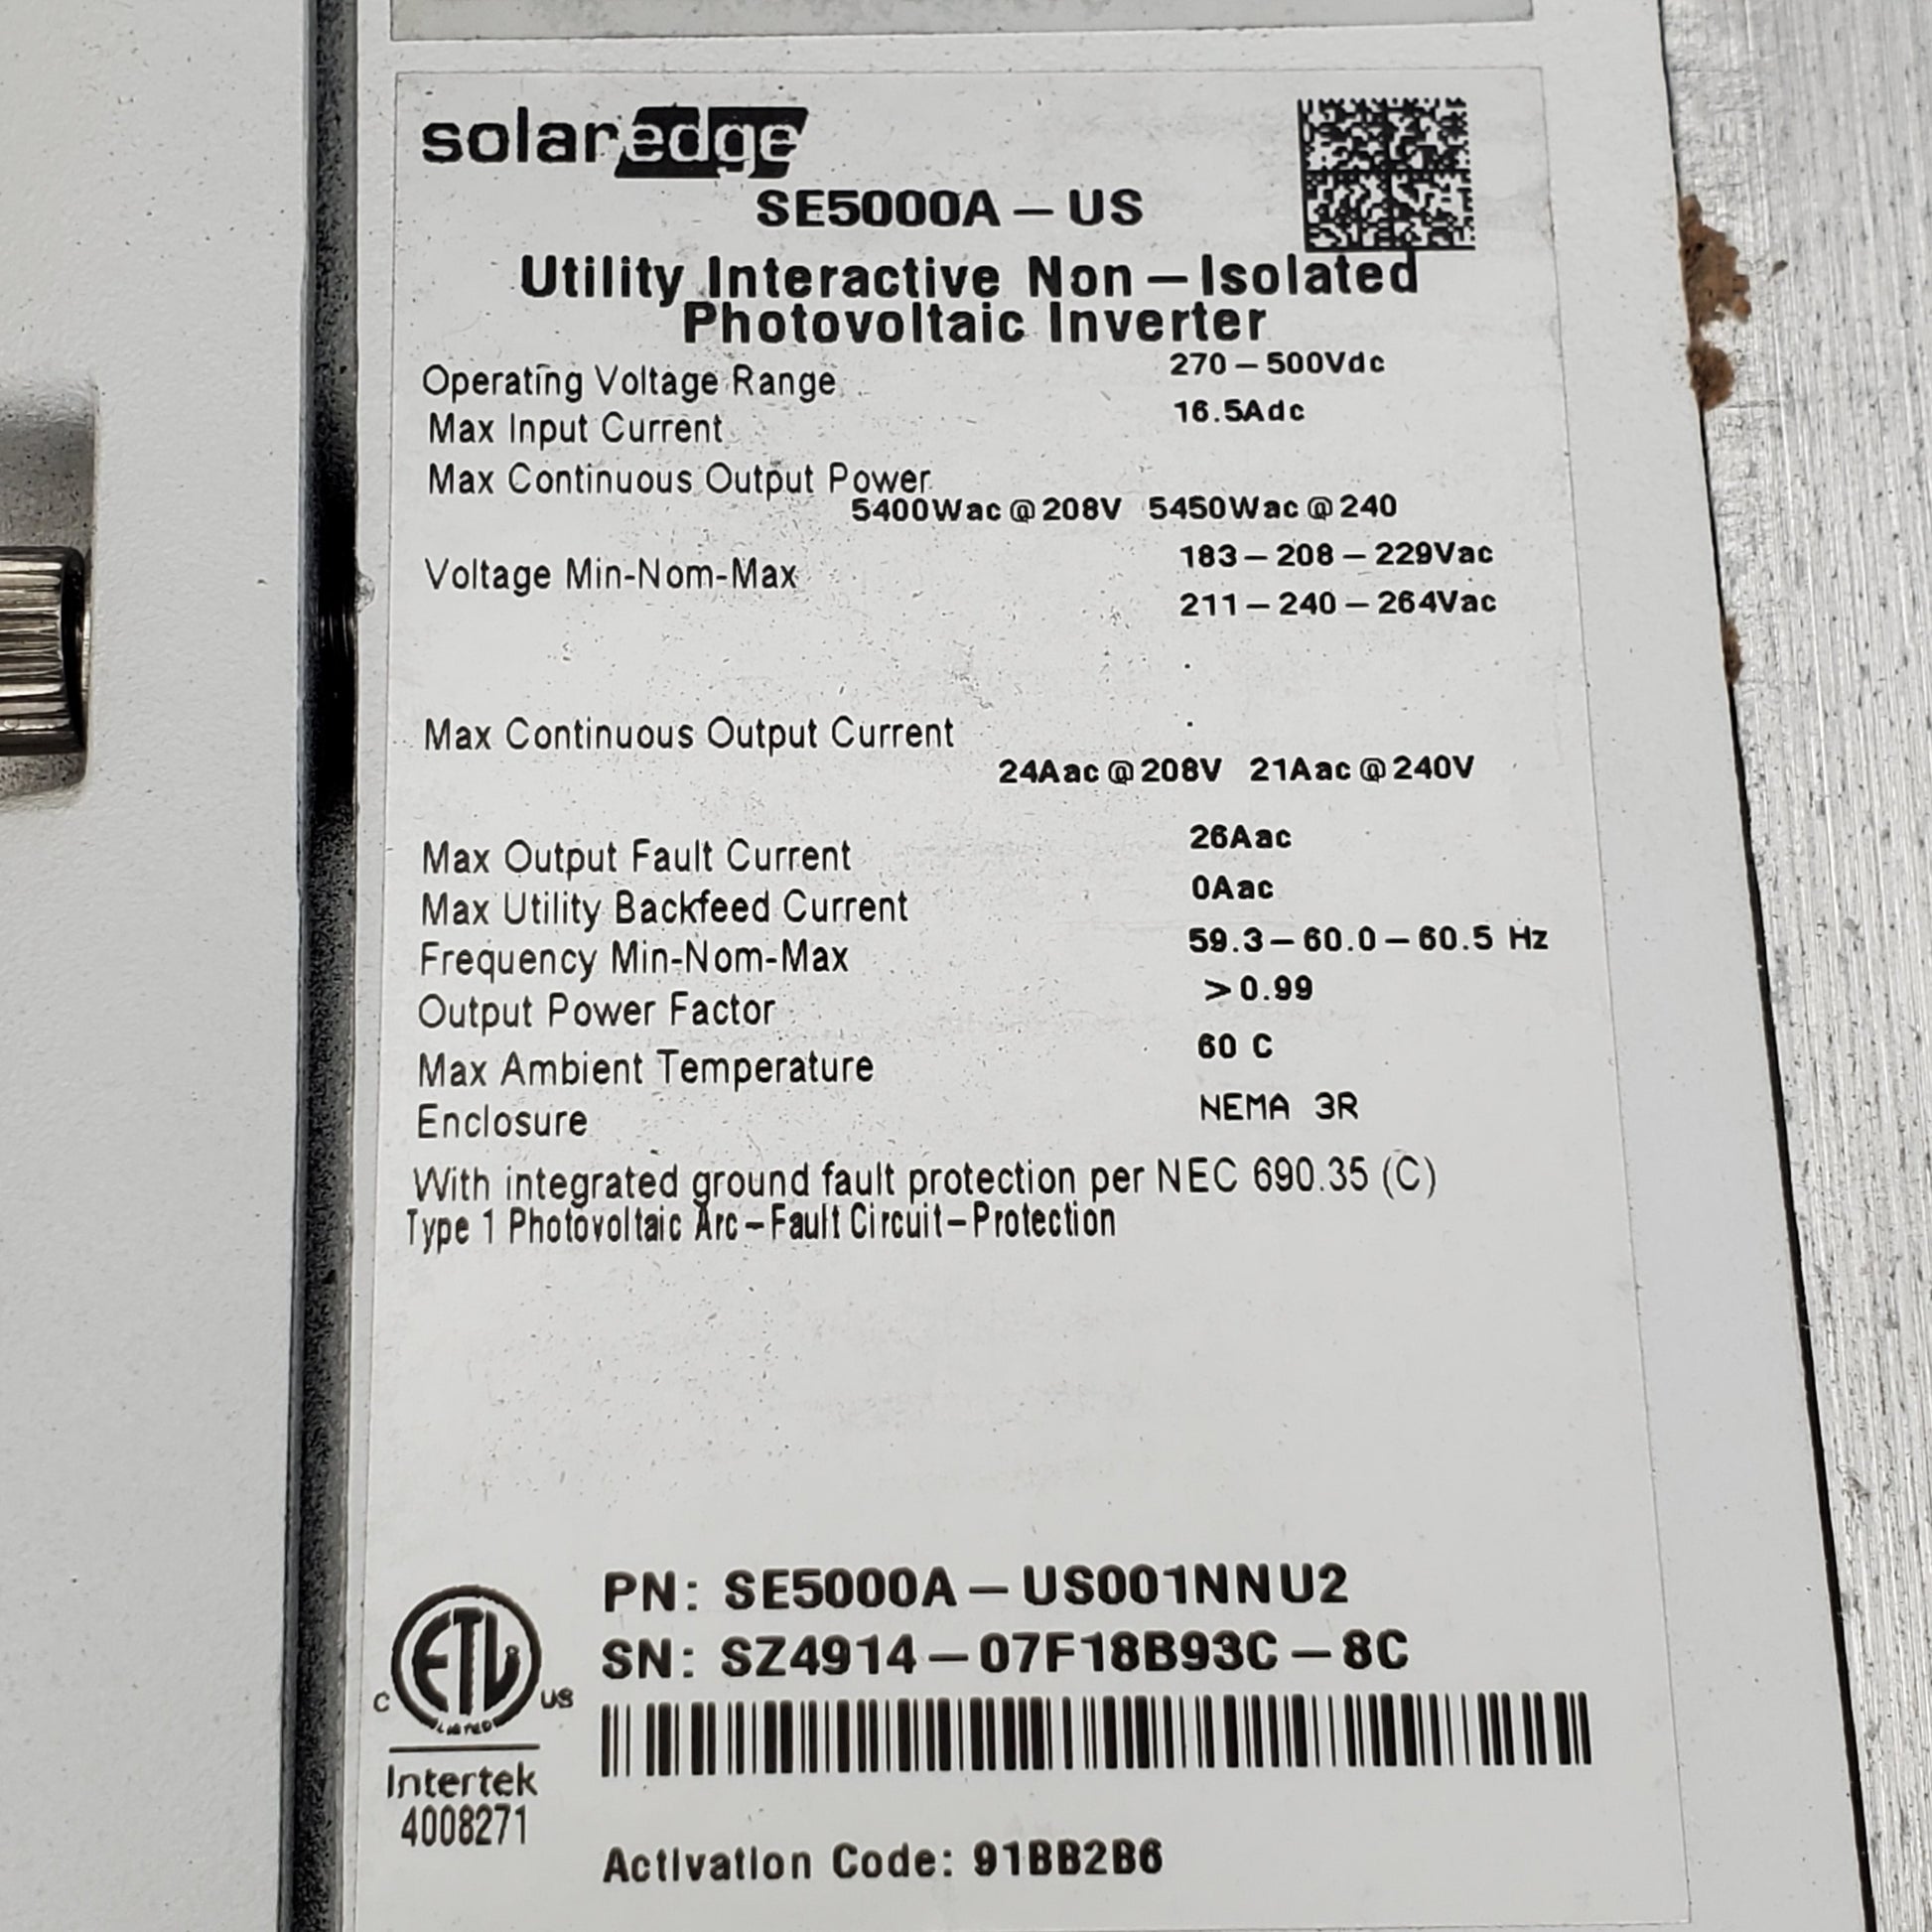 solaredge
SE5000A-US
Utility Interactive Non-Isolated
Photovoltaic Inverter
Operating Voltage Range 270-500Vdc
Max Input Current 16.5Adc
Max Continuous Output Power
5400Wac@208V 5450Wac@240
Voltage Min-Nom-Max 183-208-229Vac
211-240-264Vac
Max Continuous Output Current
24Aac@208V 21Aac@240V
Max Output Fault Current 26Aac
Max Utility Backfeed Current 0Aac
Frequency Min-Nom-Max 59.3-60.0-60.5 Hz
Output Power Factor >0.99
Max Ambient Temperature 60 C
Enclosure NEMA 3R
With integrated ground fault protection per NEC 690.35 (C)
Type 1 Photovoltaic Arc-Fault Circuit-Protection
PN: SE5000A-US001NNU2
SN: SZ4914-07F18B93C-8C
ETL
C US
LISTED
Intertek
4008271
Activation Code: 91BB2B6